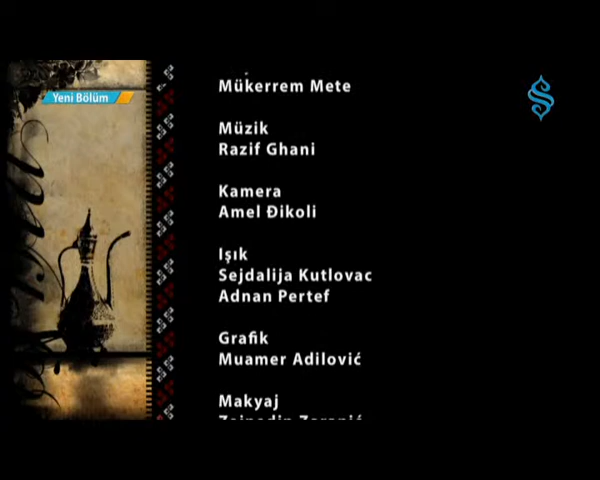 Yeni Bölüm
Mükerrem Mete
Müzik
Razif Ghani
Kamera
Amel Đikoli
Işık
Sejdalija Kutlovac
Adnan Pertef
Grafik
Muamer Adilović
Makyaj